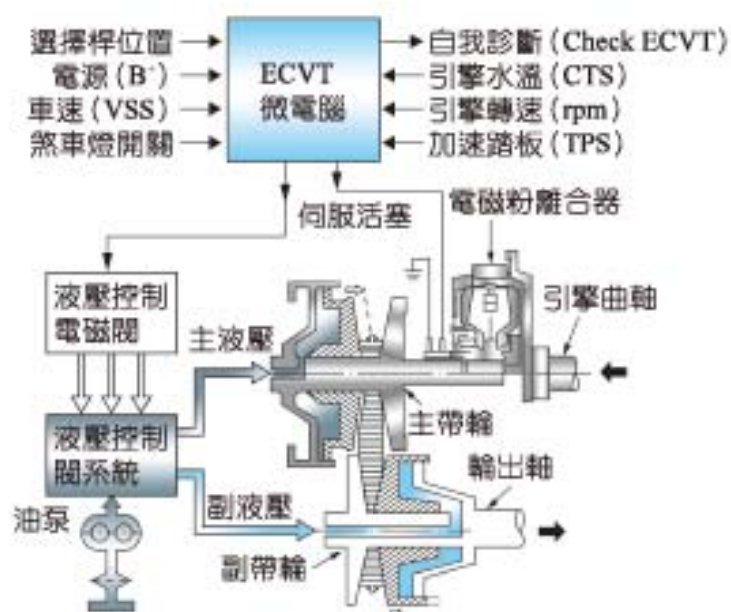 選擇桿位置
電源(B⁺)
車速(VSS)
煞車燈開關
ECVT
微電腦
自我診斷(Check ECVT)
引擎水溫(CTS)
引擎轉速(rpm)
加速踏板(TPS)
伺服活塞
電磁粉離合器
液壓控制
電磁閥
主液壓
引擎曲軸
主帶輪
液壓控制
閥系統
輸出軸
油泵
副液壓
副帶輪